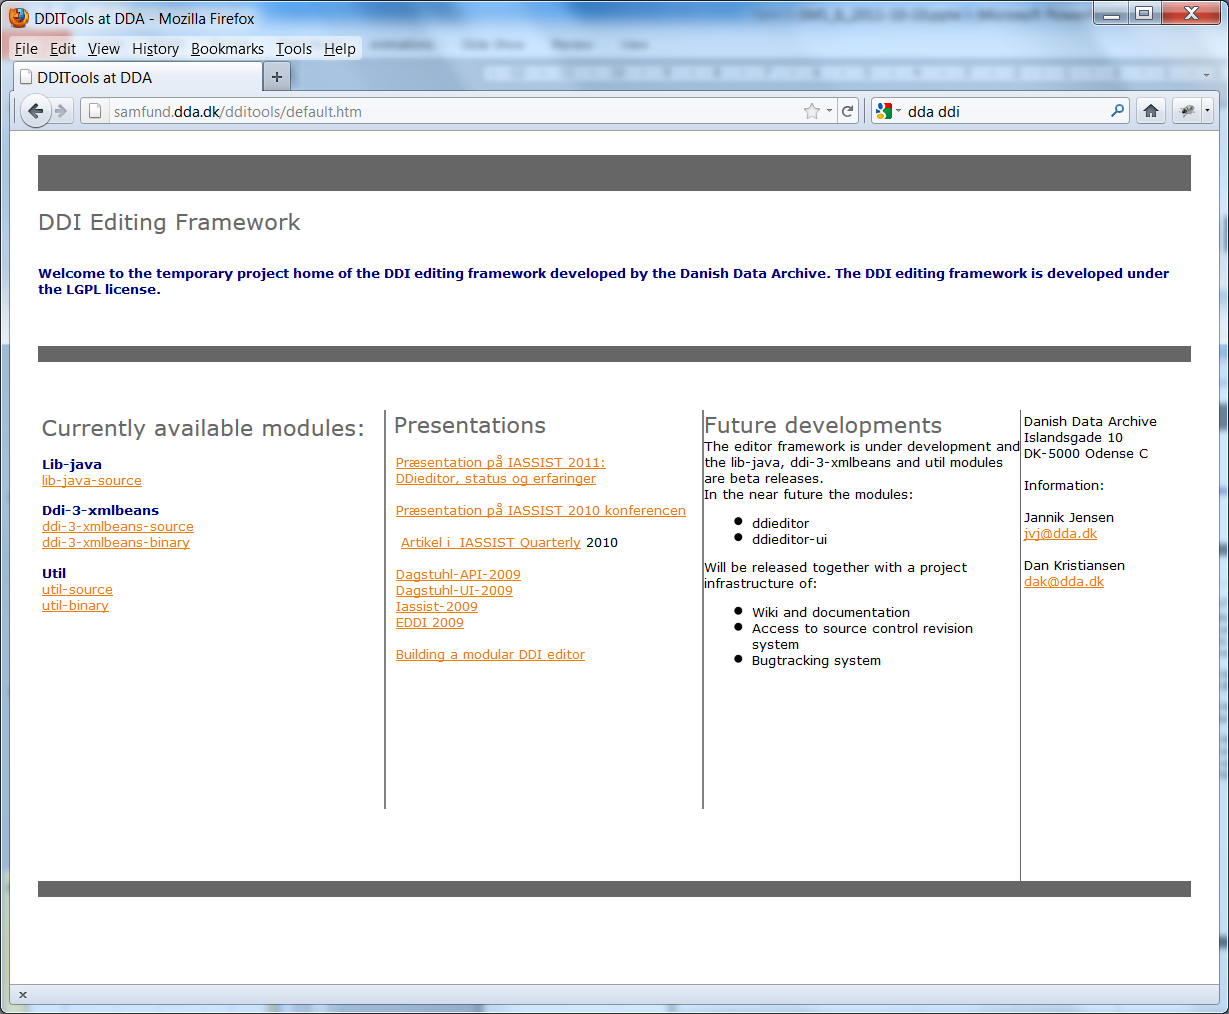 DDITools at DDA - Mozilla Firefox
File Edit View History Bookmarks Tools Help
DDITools at DDA
samfund.dda.dk/dditools/default.htm
dda ddi
DDI Editing Framework
Welcome to the temporary project home of the DDI editing framework developed by the Danish Data Archive. The DDI editing framework is developed under
the LGPL license.
Currently available modules:
Lib-java
lib-java-source
Ddi-3-xmlbeans
ddi-3-xmlbeans-source
ddi-3-xmlbeans-binary
Util
util-source
util-binary
Presentations
Præsentation på IASSIST 2011:
DDieditor, status og erfaringer
Præsentation på IASSIST 2010 konferencen
Artikel i IASSIST Quarterly 2010
Dagstuhl-API-2009
Dagstuhl-UI-2009
Iassist-2009
EDDI 2009
Building a modular DDI editor
Future developments
The editor framework is under development and
the lib-java, ddi-3-xmlbeans and util modules
are beta releases.
In the near future the modules:
ddieditor
ddieditor-ui
Will be released together with a project
infrastructure of:
Wiki and documentation
Access to source control revision
system
Bugtracking system
Danish Data Archive
Islandsgade 10
DK-5000 Odense C
Information:
Jannik Jensen
jvj@dda.dk
Dan Kristiansen
dak@dda.dk